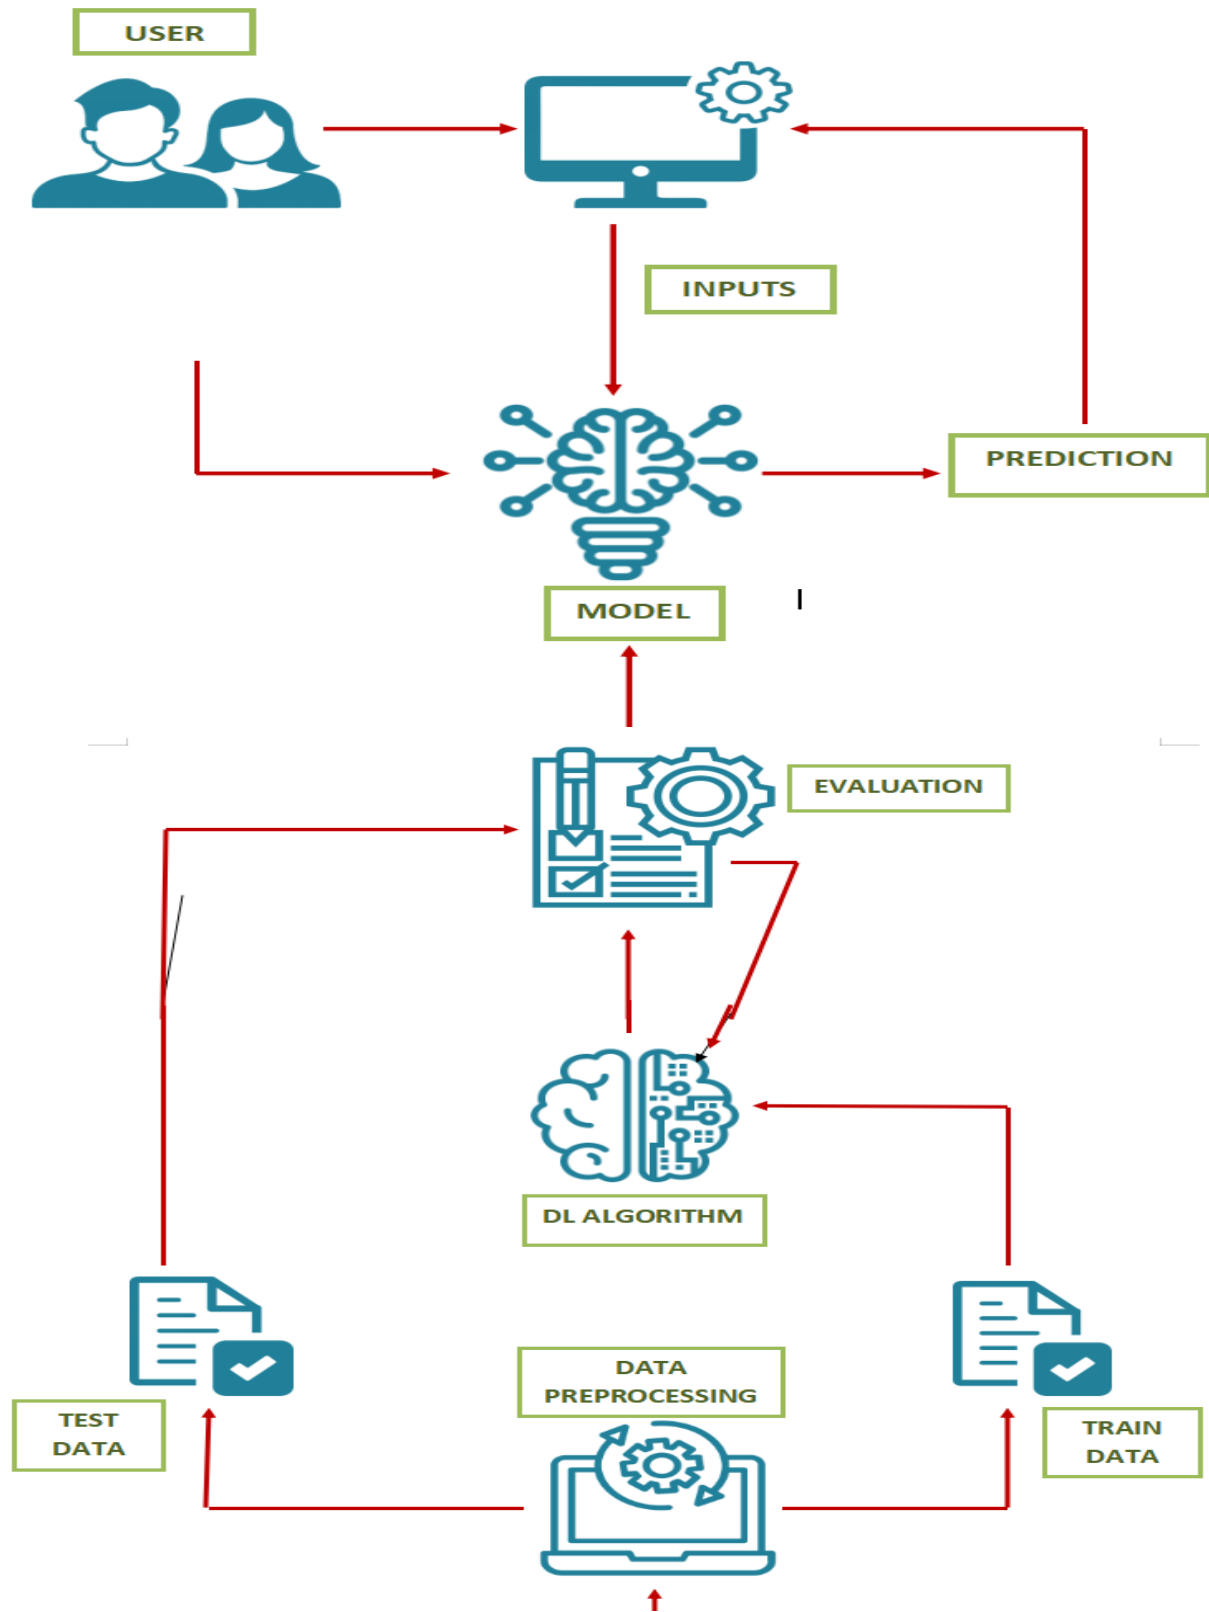 USER
INPUTS
PREDICTION
MODEL
EVALUATION
DL ALGORITHM
DATA
PREPROCESSING
TEST
DATA
TRAIN
DATA